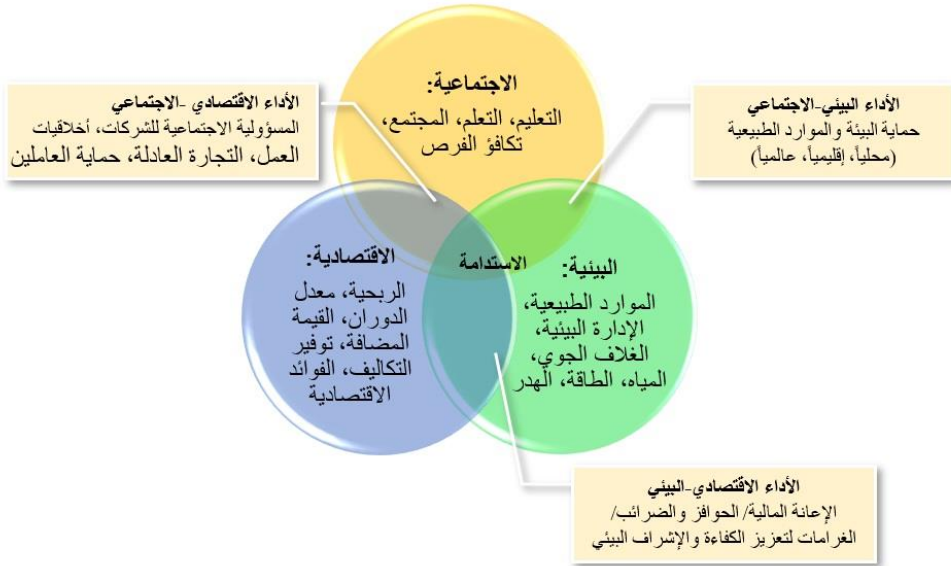 الاجتماعية:
التعليم، التعلم، المجتمع،
تكافؤ الفرص
الأداء البيئي-الاجتماعي
حماية البيئة والموارد الطبيعية
(محلياً، إقليمياً، عالمياً)
الأداء الاقتصادي -الاجتماعي
المسؤولية الاجتماعية للشركات، أخلاقيات
العمل، التجارة العادلة، حماية العاملين
البيئية:
الموارد الطبيعية،
الإدارة البيئية،
الغلاف الجوي،
المياه، الطاقة، الهدر
الاستدامة
الاقتصادية:
الربحية، معدل
الدوران، القيمة
المضافة، توفير
التكاليف، الفوائد
الاقتصادية
الأداء الاقتصادي-البيئي
الإعانة المالية/ الحوافز والضرائب/
الغرامات لتعزيز الكفاءة والإشراف البيئي